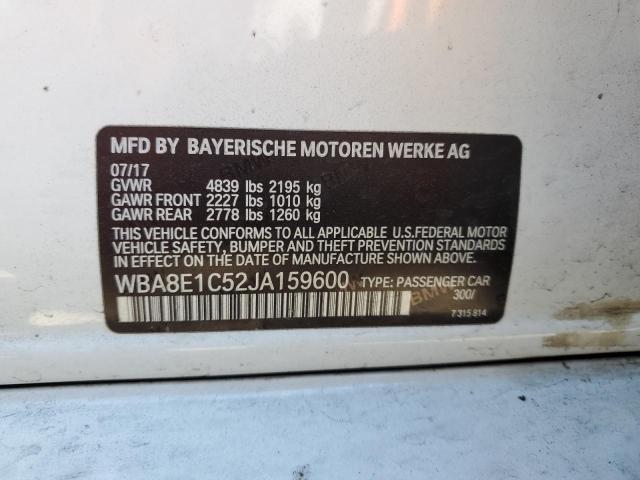 MFD BY BAYERISCHE MOTOREN WERKE AG
07/17
GVWR 4839 lbs 2195 kg
GAWR FRONT 2227 lbs 1010 kg
GAWR REAR 2778 lbs 1260 kg
THIS VEHICLE CONFORMS TO ALL APPLICABLE U.S.FEDERAL MOTOR
VEHICLE SAFETY, BUMPER AND THEFT PREVENTION STANDARDS
IN EFFECT ON THE DATE OF MANUFACTURE SHOWN ABOVE.
WBA8E1C52JA159600 TYPE: PASSENGER CAR
300/
7 315 814